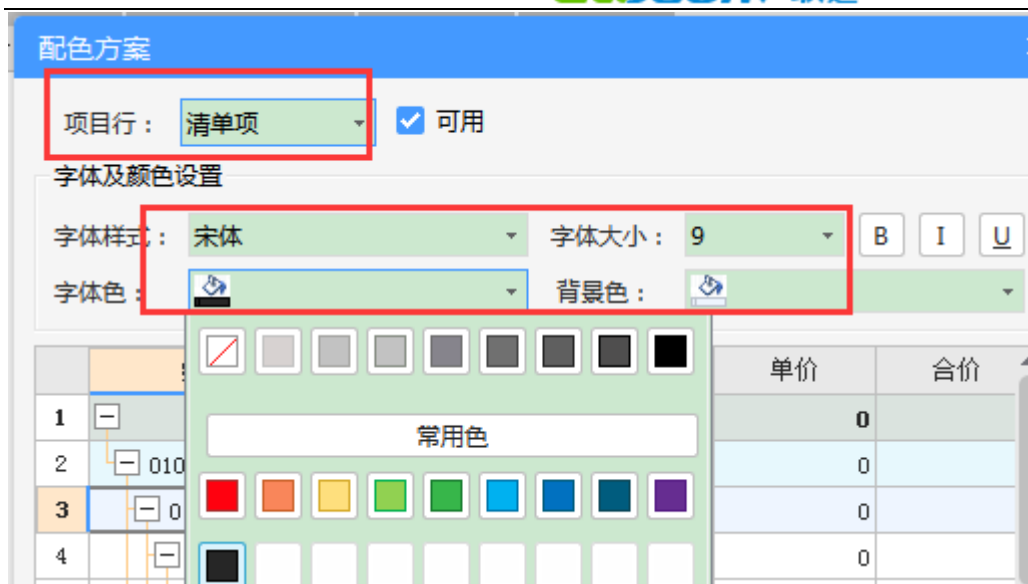 配色方案
项目行： 清单项 可用
字体及颜色设置
字体样式： 宋体 字体大小： 9 B I U
字体色： 背景色：
单价 合价
常用色
1 0
2 010 0
3 0 0
4 0